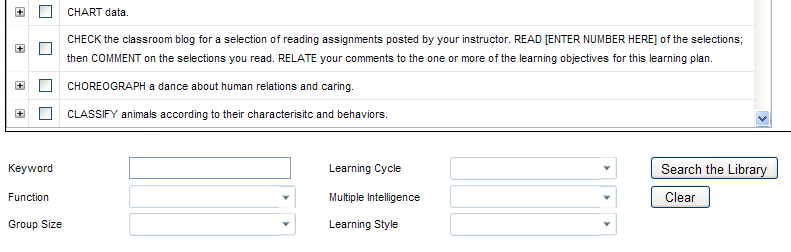 CHART data.
CHECK the classroom blog for a selection of reading assignments posted by your instructor. READ [ENTER NUMBER HERE] of the selections;
then COMMENT on the selections you read. RELATE your comments to the one or more of the learning objectives for this learning plan.
CHOREOGRAPH a dance about human relations and caring.
CLASSIFY animals according to their characterisitc and behaviors.
Keyword Learning Cycle Search the Library
Function Multiple Intelligence Clear
Group Size Learning Style